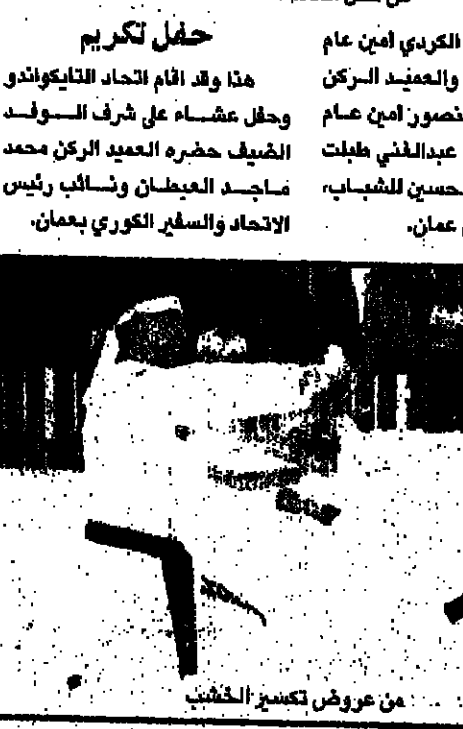 الكردي امين عام
والعميد الركن
نصور امين عام
عبدالغني طبلت
لحسين للشباب،
عمان.
حفل تكريم
هذا وقد اقام اتحاد التايكواندو
وحفل عشاء على شرف الوفد
الضيف حضره العميد الركن محمد
ماجد العيطان ونائب رئيس
الاتحاد والسفير الكوري بعمان.
من عروض تكسير الخشب